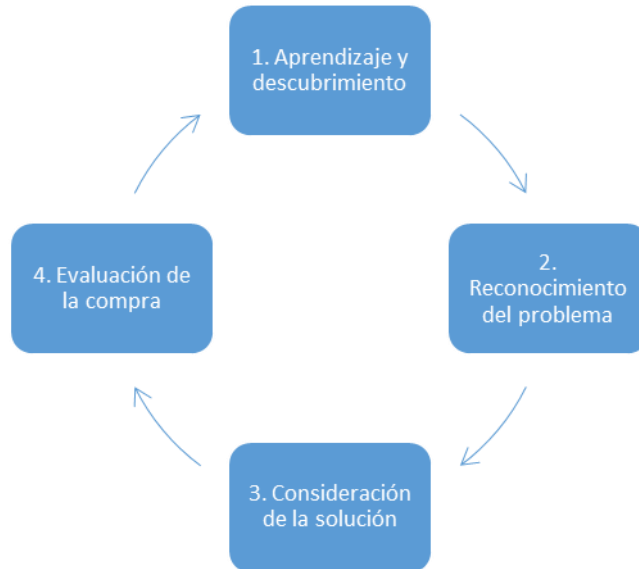 1. Aprendizaje y
descubrimiento
2.
Reconocimiento
del problema
3. Consideración
de la solución
4. Evaluación de
la compra